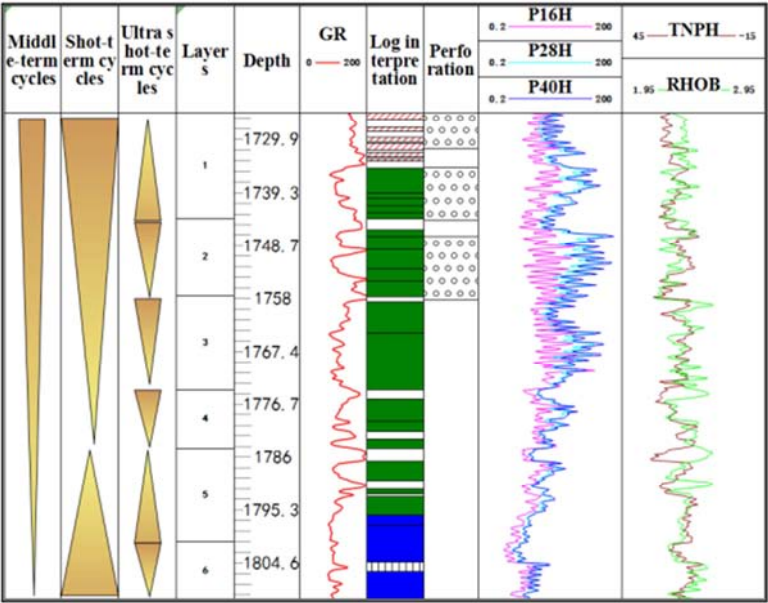 Middl
e-term
cycles
Shot-t
erm cy
cles
Ultra s
hot-te
rm cyc
les
Layer
s
Depth
GR
0 200
Log in
terpre
tation
Perfo
ration
P16H
0.2 200
P28H
0.2 200
P40H
0.2 200
45 TNPH -15
1.95 RHOB 2.95
1
2
3
4
5
6
1729.9
1739.3
1748.7
1758
1767.4
1776.7
1786
1795.3
1804.6